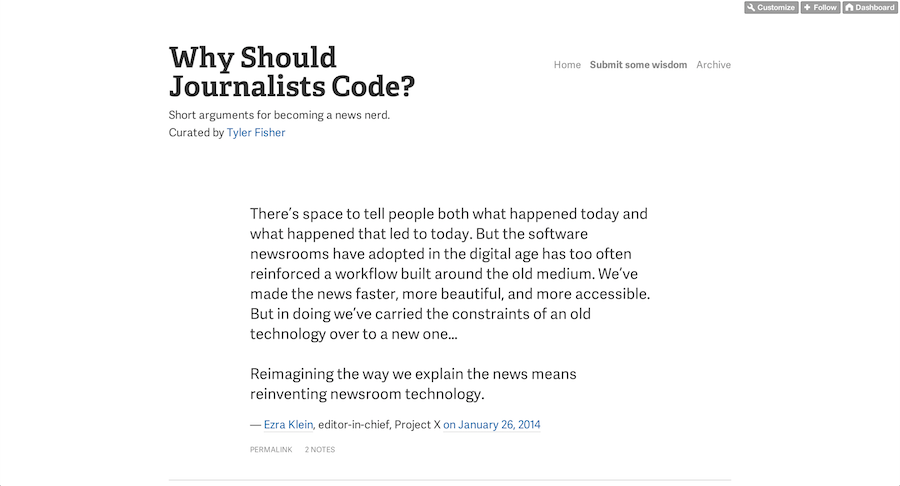 Customize Follow Dashboard
Why Should
Journalists Code?
Home Submit some wisdom Archive
Short arguments for becoming a news nerd.
Curated by Tyler Fisher
There’s space to tell people both what happened today and
what happened that led to today. But the software
newsrooms have adopted in the digital age has too often
reinforced a workflow built around the old medium. We’ve
made the news faster, more beautiful, and more accessible.
But in doing we’ve carried the constraints of an old
technology over to a new one…
Reimagining the way we explain the news means
reinventing newsroom technology.
— Ezra Klein, editor-in-chief, Project X on January 26, 2014
PERMALINK 2 NOTES